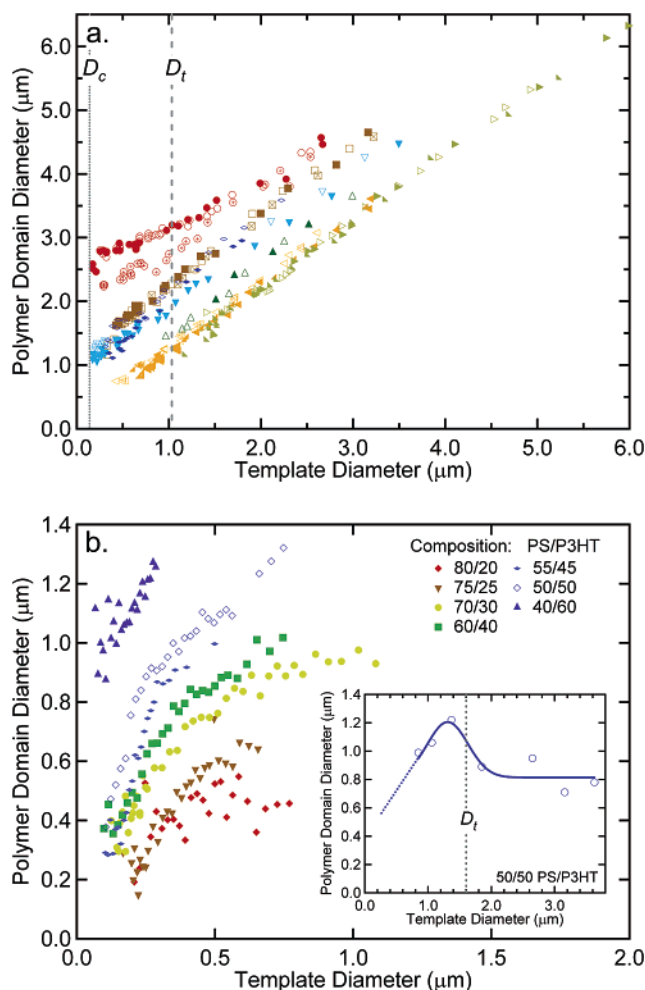 a.
D_c
D_t
6.0
5.0
4.0
3.0
2.0
1.0
0.0
Polymer Domain Diameter (μm)
0.0 1.0 2.0 3.0 4.0 5.0 6.0
Template Diameter (μm)
b.
1.4
1.2
1.0
0.8
0.6
0.4
0.2
0.0
Polymer Domain Diameter (μm)
Composition: PS/P3HT
80/20 55/45
75/25 50/50
70/30 40/60
60/40
1.4
1.2
1.0
0.8
0.6
0.4
0.2
0.0
Polymer Domain Diameter (μm)
D_t
50/50 PS/P3HT
0.0 1.0 2.0 3.0
Template Diameter (μm)
0.0 0.5 1.0 1.5 2.0
Template Diameter (μm)